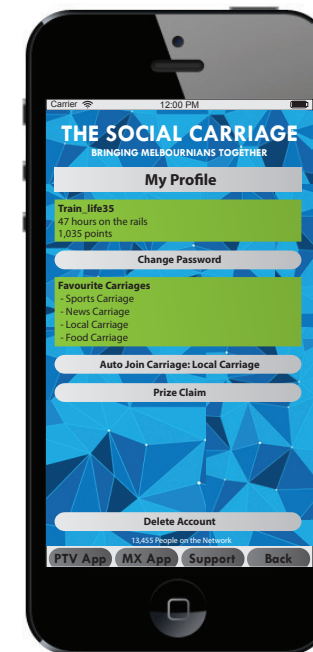 Carrier 12:00 PM
THE SOCIAL CARRIAGE
BRINGING MELBOURNIANS TOGETHER
My Profile
Train_life35
47 hours on the rails
1,035 points
Change Password
Favourite Carriages
- Sports Carriage
- News Carriage
- Local Carriage
- Food Carriage
Auto Join Carriage: Local Carriage
Prize Claim
Delete Account
13,455 People on the Network
PTV App MX App Support Back